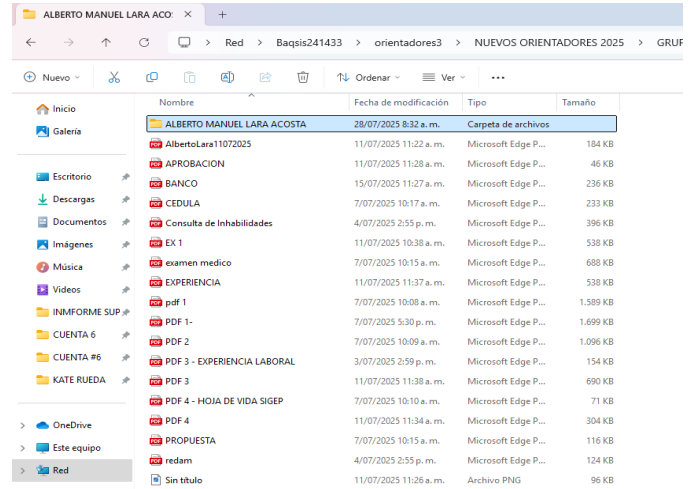 ALBERTO MANUEL LARA ACO
Red > Baqsis241433 > orientadores3 > NUEVOS ORIENTADORES 2025 > GRUP
Nuevo Ordenar Ver ...
Nombre Fecha de modificación Tipo Tamaño
Inicio
Galería
Escritorio
Descargas
Documentos
Imágenes
Música
Videos
INMFORME SUP
CUENTA 6
CUENTA #6
KATE RUEDA
OneDrive
Este equipo
Red
ALBERTO MANUEL LARA ACOSTA 28/07/2025 8:32 a. m. Carpeta de archivos
AlbertoLara11072025 11/07/2025 11:22 a. m. Microsoft Edge P... 184 KB
APROBACION 11/07/2025 11:28 a. m. Microsoft Edge P... 46 KB
BANCO 15/07/2025 11:27 a. m. Microsoft Edge P... 236 KB
CEDULA 7/07/2025 10:17 a. m. Microsoft Edge P... 233 KB
Consulta de Inhabilidades 4/07/2025 2:55 p. m. Microsoft Edge P... 396 KB
EX 1 11/07/2025 10:38 a. m. Microsoft Edge P... 538 KB
examen medico 7/07/2025 10:15 a. m. Microsoft Edge P... 688 KB
EXPERIENCIA 11/07/2025 11:37 a. m. Microsoft Edge P... 538 KB
pdf 1 7/07/2025 10:08 a. m. Microsoft Edge P... 1.589 KB
PDF 1- 7/07/2025 5:30 p. m. Microsoft Edge P... 1.699 KB
PDF 2 7/07/2025 10:09 a. m. Microsoft Edge P... 1.096 KB
PDF 3 - EXPERIENCIA LABORAL 3/07/2025 2:59 p. m. Microsoft Edge P... 154 KB
PDF 3 11/07/2025 11:38 a. m. Microsoft Edge P... 690 KB
PDF 4 - HOJA DE VIDA SIGEP 7/07/2025 10:10 a. m. Microsoft Edge P... 71 KB
PDF 4 11/07/2025 11:34 a. m. Microsoft Edge P... 304 KB
PROPUESTA 7/07/2025 10:15 a. m. Microsoft Edge P... 116 KB
redam 4/07/2025 2:55 p. m. Microsoft Edge P... 124 KB
Sin título 11/07/2025 11:26 a. m. Archivo PNG 96 KB